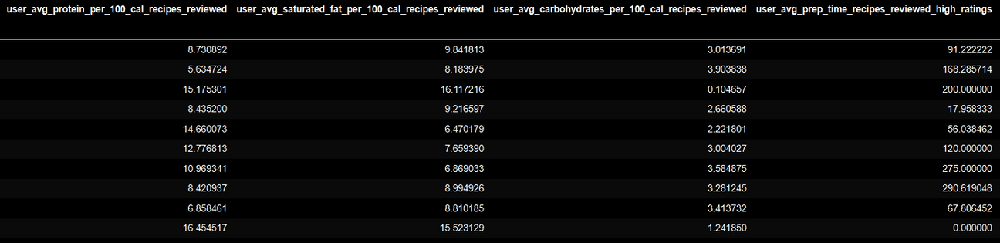 user_avg_protein_per_100_cal_recipes_reviewed user_avg_saturated_fat_per_100_cal_recipes_reviewed user_avg_carbohydrates_per_100_cal_recipes_reviewed user_avg_prep_time_recipes_reviewed_high_ratings
8.730892 9.841813 3.013691 91.222222
5.634724 8.183975 3.903838 168.285714
15.175301 16.117216 0.104657 200.000000
8.435200 9.216597 2.660588 17.958333
14.660073 6.470179 2.221801 56.038462
12.776813 7.659390 3.004027 120.000000
10.969341 6.869033 3.584875 275.000000
8.420937 8.994926 3.281245 290.619048
6.858461 8.810185 3.413732 67.806452
16.454517 15.523129 1.241850 0.000000